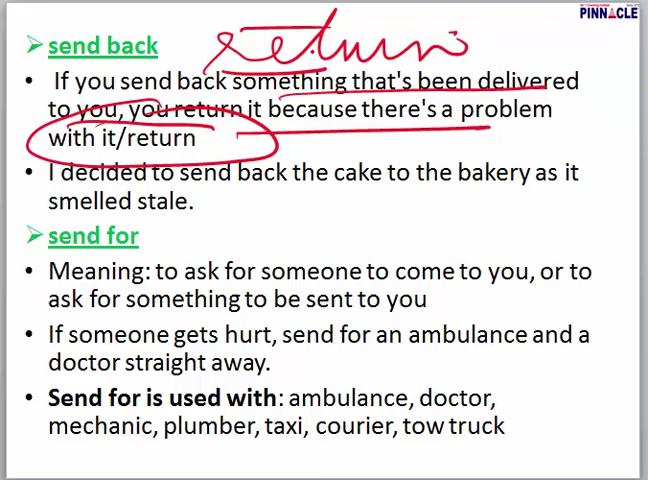 PINNACLE
send back
return
If you send back something that's been delivered
to you, you return it because there's a problem
with it/return
I decided to send back the cake to the bakery as it
smelled stale.
send for
Meaning: to ask for someone to come to you, or to
ask for something to be sent to you
If someone gets hurt, send for an ambulance and a
doctor straight away.
Send for is used with: ambulance, doctor,
mechanic, plumber, taxi, courier, tow truck